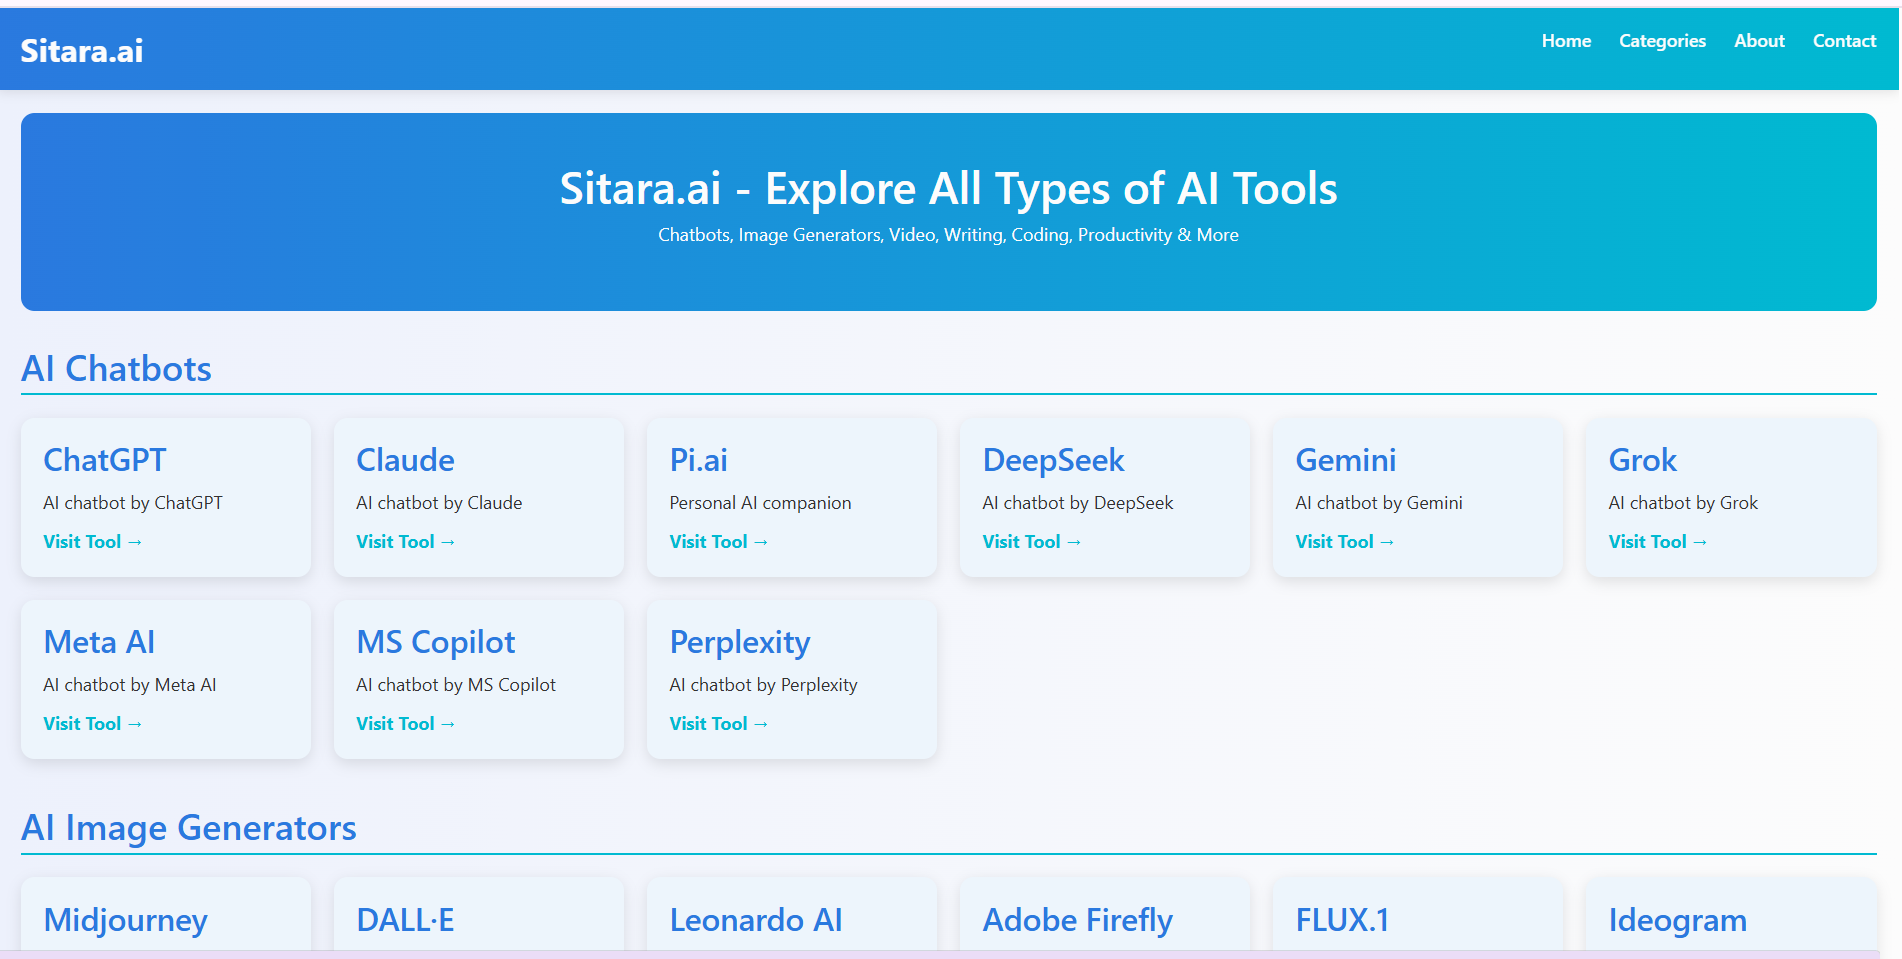 Sitara.ai
Home Categories About Contact
Sitara.ai - Explore All Types of AI Tools
Chatbots, Image Generators, Video, Writing, Coding, Productivity & More
AI Chatbots
ChatGPT
AI chatbot by ChatGPT
Visit Tool →
Claude
AI chatbot by Claude
Visit Tool →
Pi.ai
Personal AI companion
Visit Tool →
DeepSeek
AI chatbot by DeepSeek
Visit Tool →
Gemini
AI chatbot by Gemini
Visit Tool →
Grok
AI chatbot by Grok
Visit Tool →
Meta AI
AI chatbot by Meta AI
Visit Tool →
MS Copilot
AI chatbot by MS Copilot
Visit Tool →
Perplexity
AI chatbot by Perplexity
Visit Tool →
AI Image Generators
Midjourney
DALL·E
Leonardo AI
Adobe Firefly
FLUX.1
Ideogram